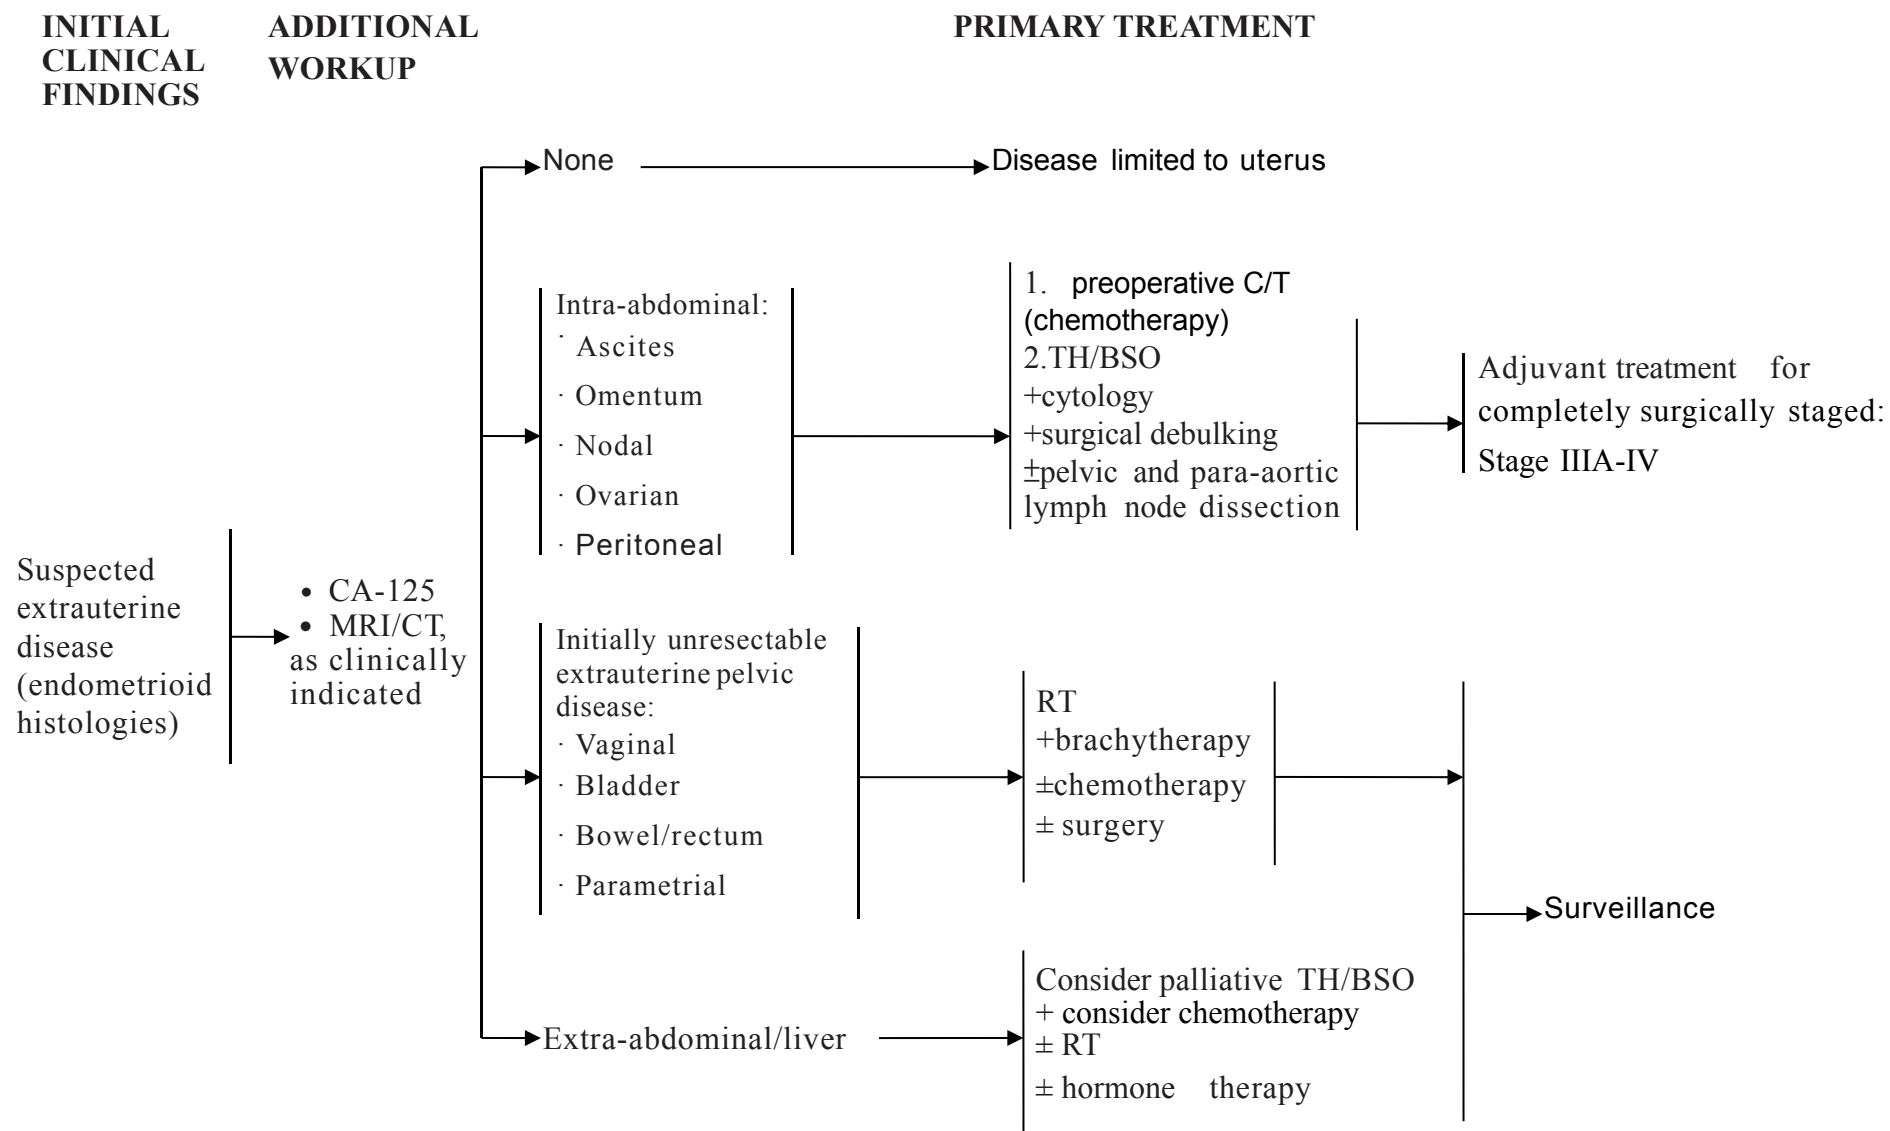 INITIAL
CLINICAL
FINDINGS
ADDITIONAL
WORKUP
PRIMARY TREATMENT
Suspected
extrauterine
disease
(endometrioid
histologies)
• CA-125
• MRI/CT,
as clinically
indicated
None
Disease limited to uterus
Intra-abdominal:
· Ascites
· Omentum
· Nodal
· Ovarian
· Peritoneal
1. preoperative C/T
(chemotherapy)
2.TH/BSO
+cytology
+surgical debulking
±pelvic and para-aortic
lymph node dissection
Adjuvant treatment for
completely surgically staged:
Stage IIIA-IV
Initially unresectable
extrauterine pelvic
disease:
· Vaginal
· Bladder
· Bowel/rectum
· Parametrial
RT
+brachytherapy
±chemotherapy
± surgery
Surveillance
Extra-abdominal/liver
Consider palliative TH/BSO
+ consider chemotherapy
± RT
± hormone therapy